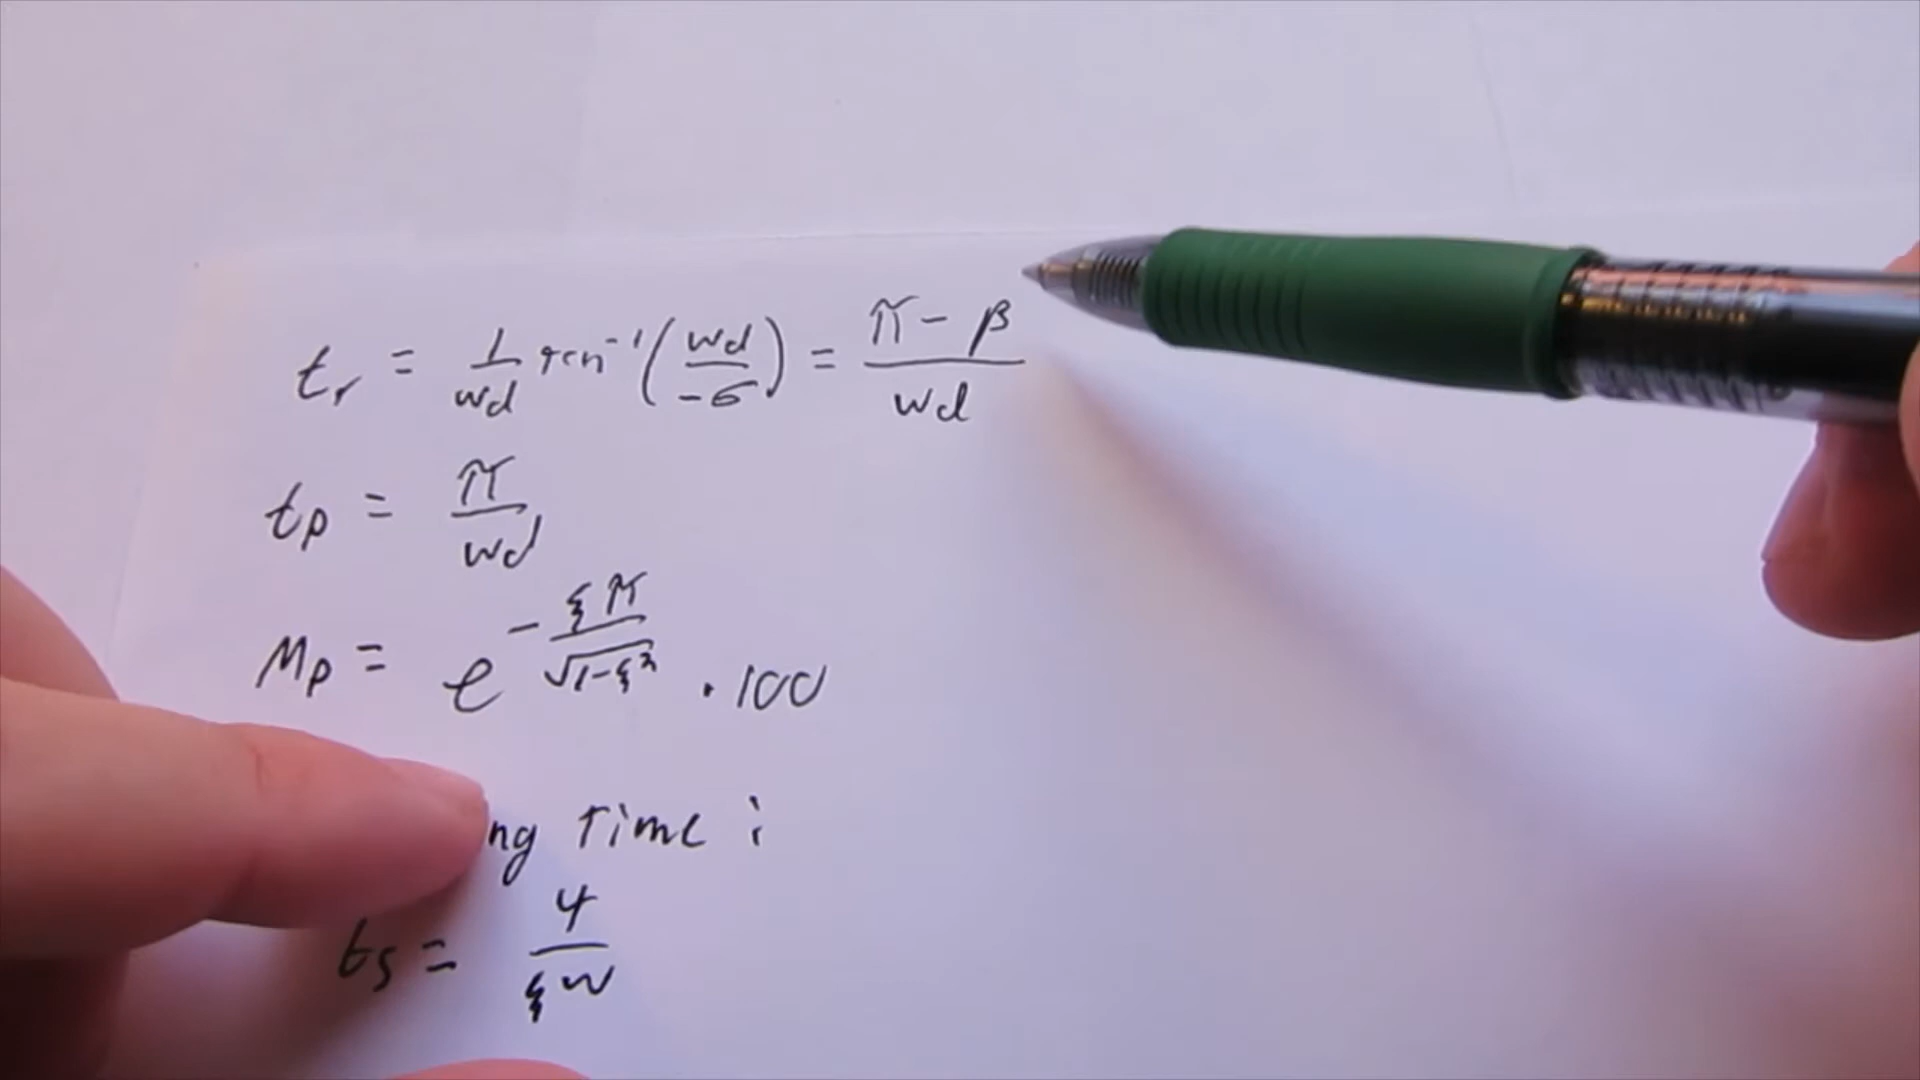 tr = 1/wd tan⁻¹(wd/-σ) = π - β/wd
tp = π/wd
Mp = e^(-ξπ/√(1-ξ²)) . 100
ng Time :
ts = 4/ξw